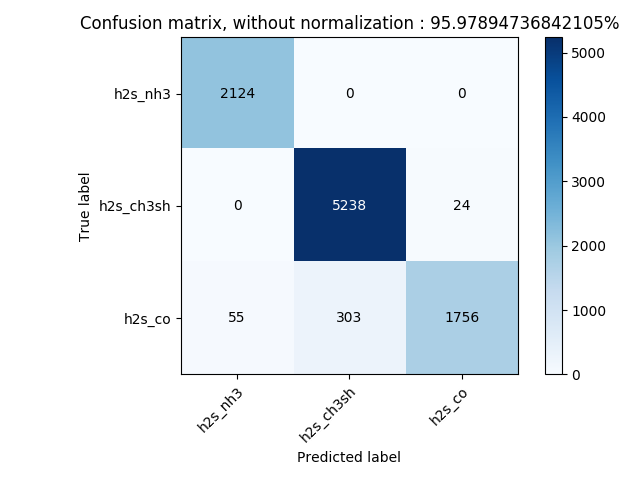 Confusion matrix, without normalization : 95.97894736842105%
h2s_nh3 2124 0 0
h2s_ch3sh 0 5238 24
h2s_co 55 303 1756
True label
h2s_nh3 h2s_ch3sh h2s_co
Predicted label
5000
4000
3000
2000
1000
0